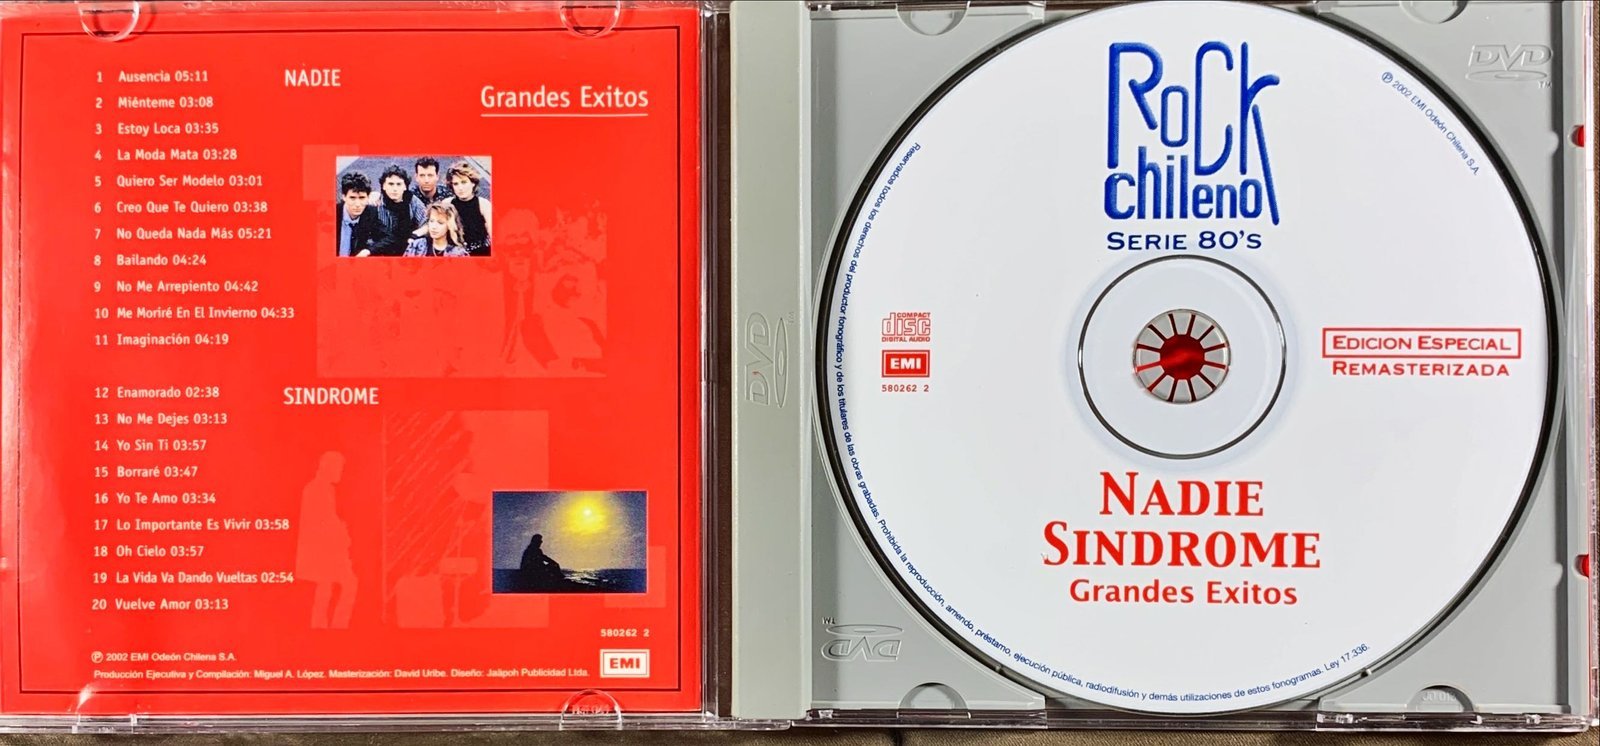 NADIE
Grandes Exitos
1 Ausencia 05:11
2 Miénteme 03:08
3 Estoy Loca 03:35
4 La Moda Mata 03:28
5 Quiero Ser Modelo 03:01
6 Creo Que Te Quiero 03:38
7 No Queda Nada Más 05:21
8 Bailando 04:24
9 No Me Arrepiento 04:42
10 Me Moriré En El Invierno 04:33
11 Imaginación 04:19
SINDROME
12 Enamorado 02:38
13 No Me Dejes 03:13
14 Yo Sin Ti 03:57
15 Borraré 03:47
16 Yo Te Amo 03:34
17 Lo Importante Es Vivir 03:58
18 Oh Cielo 03:57
19 La Vida Va Dando Vueltas 02:54
20 Vuelve Amor 03:13
580262 2
EMI
℗ 2002 EMI Odeón Chilena S.A.
Producción Ejecutiva y Compilación: Miguel A. López. Masterización: David Uribe. Diseño: Jalipoh Publicidad Ltda.
DVD
TM
DVD
TM
DVD
TM
Rock
chileno
SERIE 80'S
℗ 2002 EMI Odeón Chilena S.A.
COMPACT
disc
DIGITAL AUDIO
EMI
580262 2
EDICION ESPECIAL
REMASTERIZADA
NADIE
SINDROME
Grandes Exitos
Reservados todos los derechos del productor fonográfico y de los titulares de las obras grabadas. Prohibida la reproducción, arriendo, préstamo, ejecución pública, radiodifusión y demás utilizaciones de estos fonogramas. Ley 17.336.